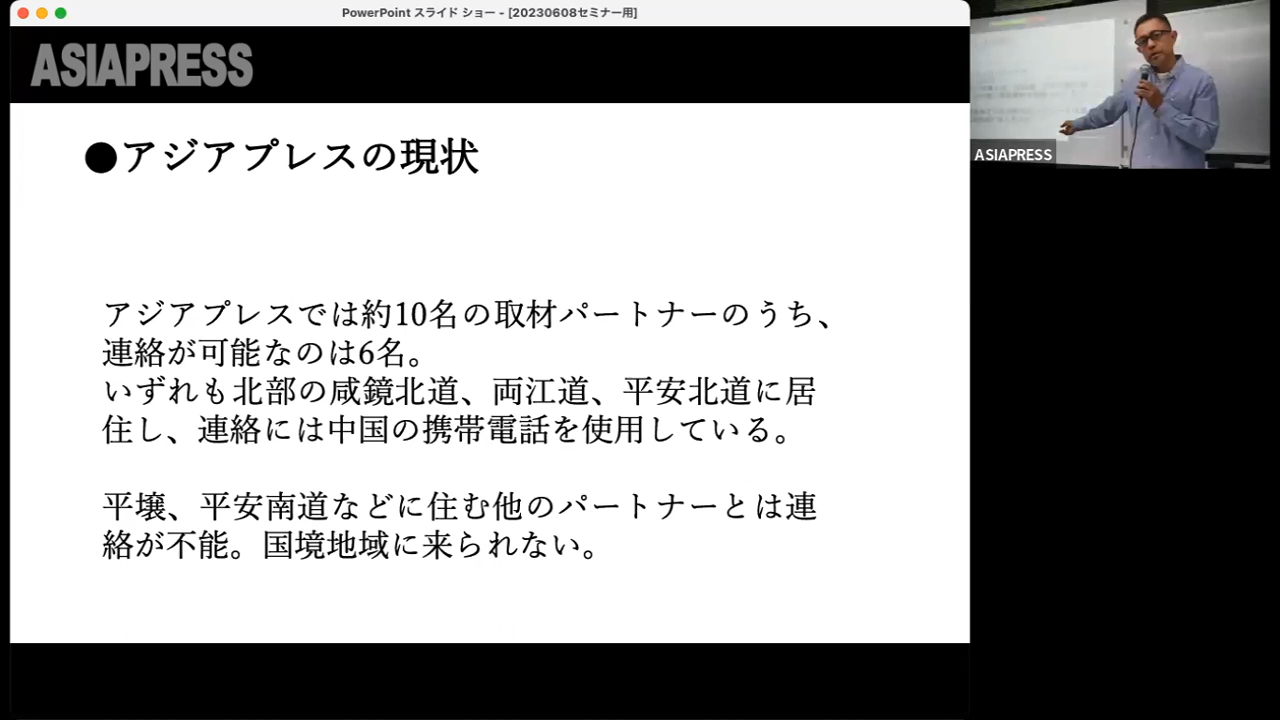 PowerPoint スライド ショー - [20230608セミナー用]
ASIAPRESS
●アジアプレスの現状
アジアプレスでは約10名の取材パートナーのうち、
連絡が可能なのは6名。
いずれも北部の咸鏡北道、両江道、平安北道に居
住し、連絡には中国の携帯電話を使用している。
平壌、平安南道などに住む他のパートナーとは連
絡が不能。国境地域に来られない。
ASIAPRESS